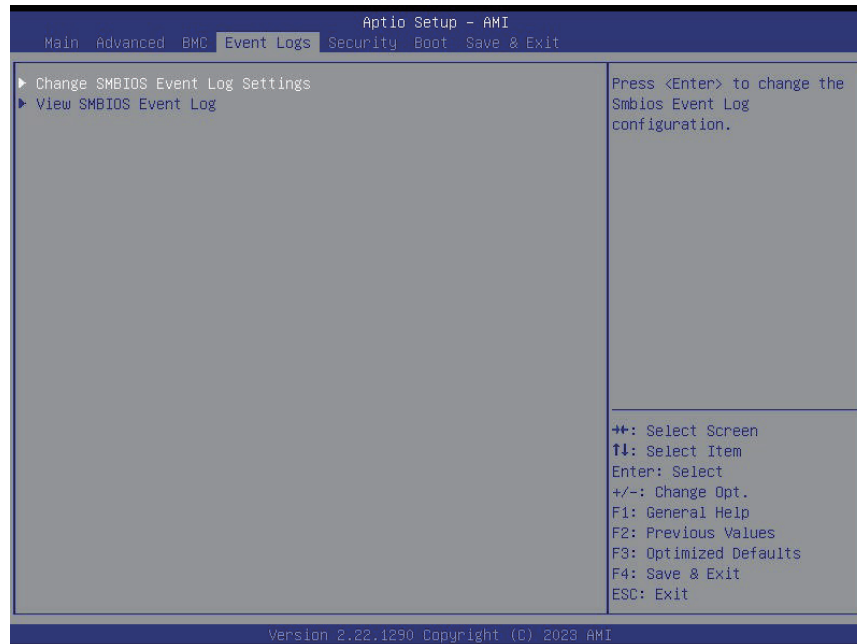 Aptio Setup – AMI
Main Advanced BMC Event Logs Security Boot Save & Exit
▶ Change SMBIOS Event Log Settings
▶ View SMBIOS Event Log
Press <Enter> to change the
Smbios Event Log
configuration.
→←: Select Screen
↑↓: Select Item
Enter: Select
+/-: Change Opt.
F1: General Help
F2: Previous Values
F3: Optimized Defaults
F4: Save & Exit
ESC: Exit
Version 2.22.1290 Copyright (C) 2023 AMI